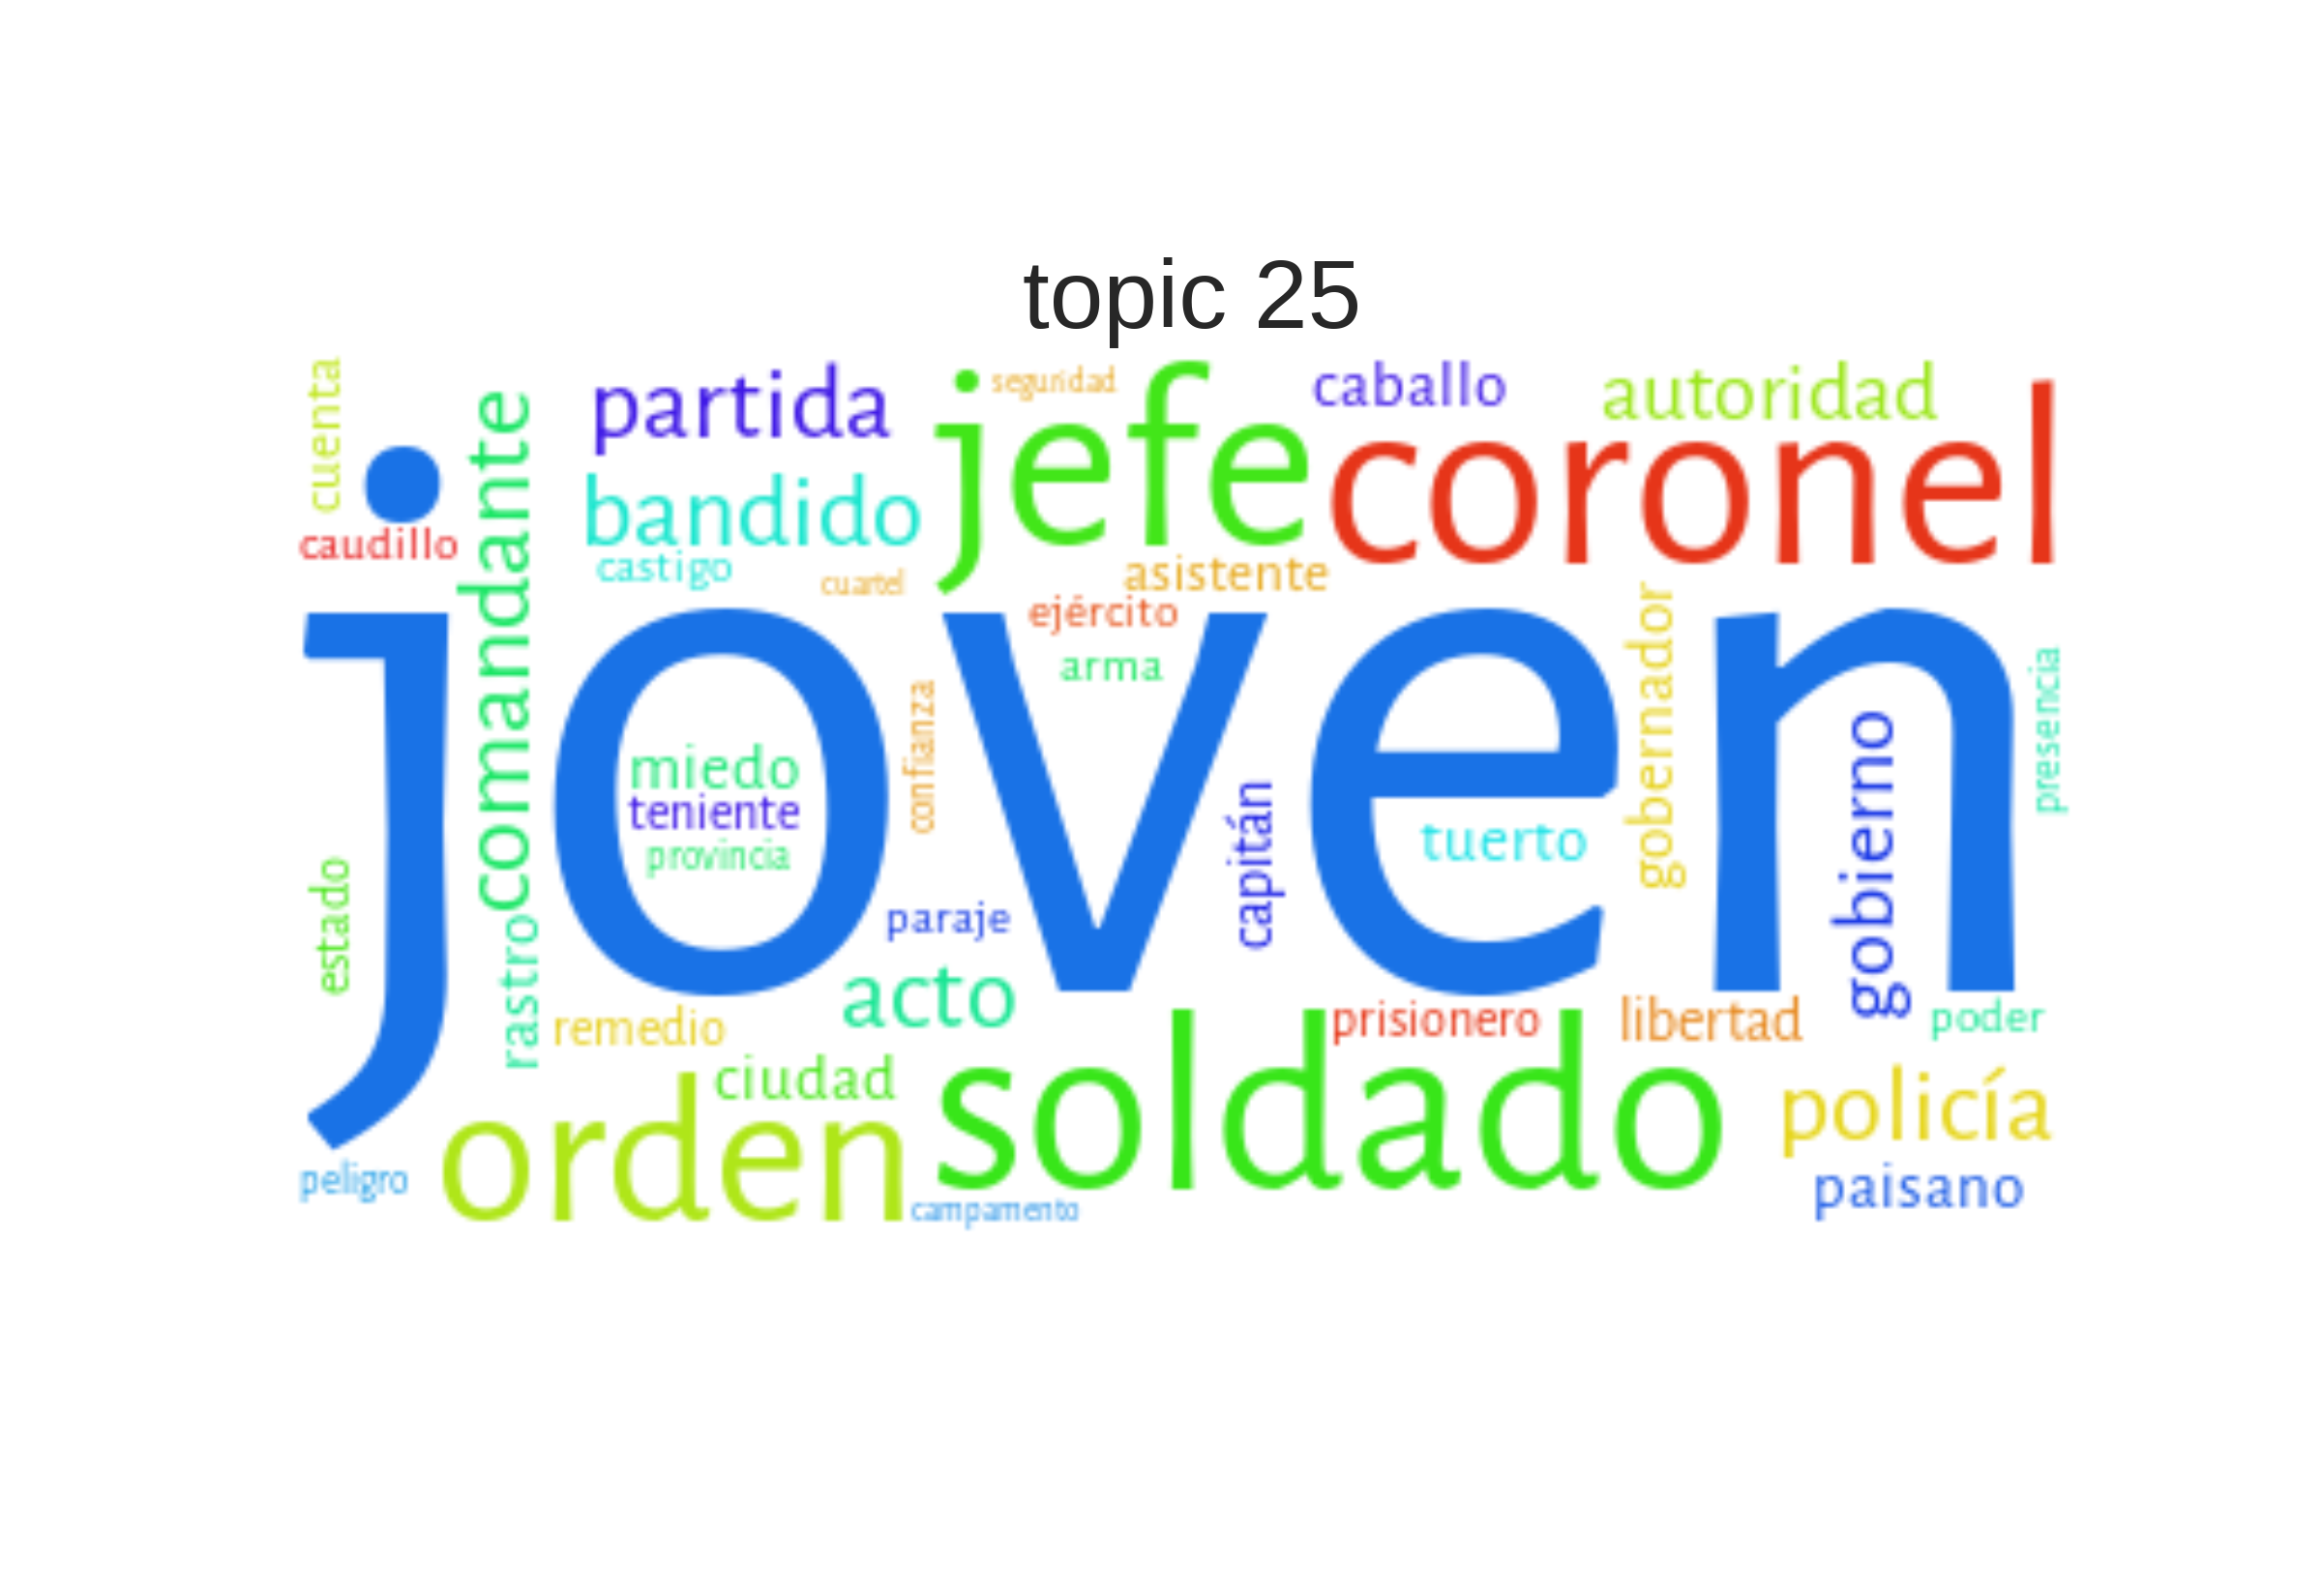 topic 25
cuenta
partida
jefe
seguridad
caballo
autoridad
coronel
comandante
bandido
caudillo
castigo
cuartel
asistente
ejército
arma
joven
miedo
teniente
provincia
confianza
capitán
tuerto
gobernador
gobierno
presencia
estado
rastro
paraje
acto
remedio
prisionero
libertad
poder
ciudad
orden
soldado
policía
peligro
campamento
paisano